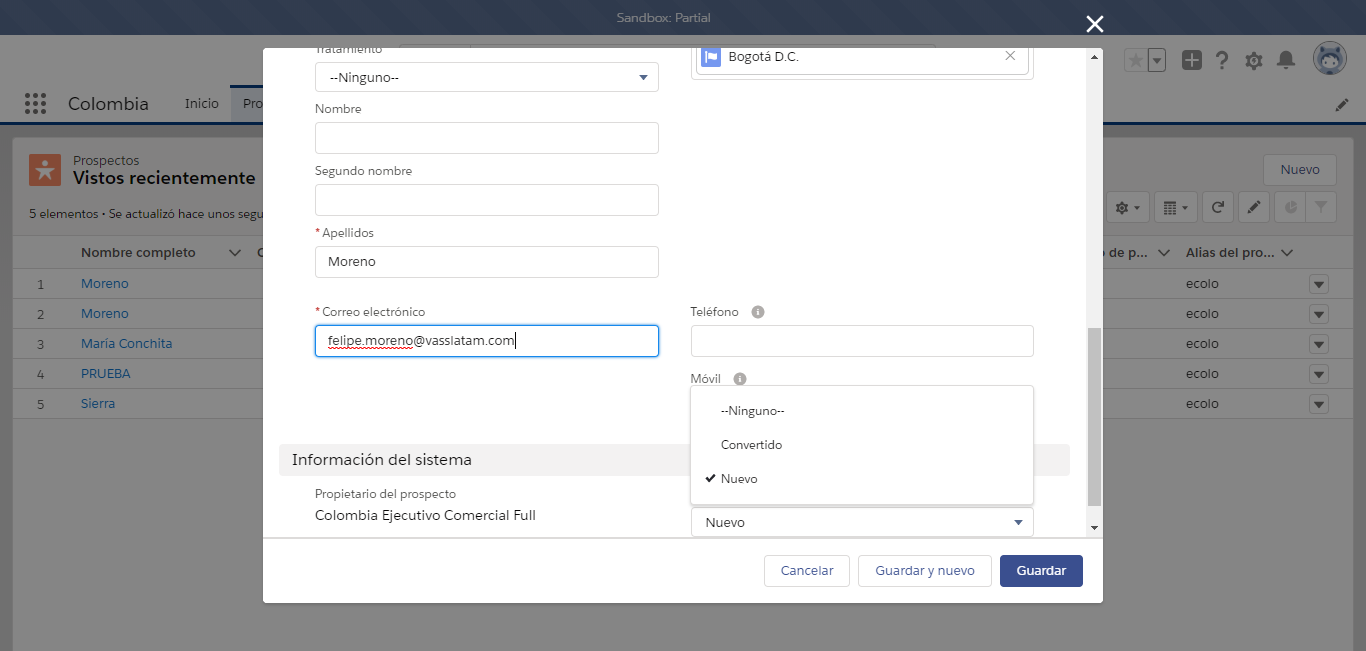 Sandbox: Partial
Colombia
Inicio
Pro
Prospectos
Vistos recientemente
Nuevo
5 elementos • Se actualizó hace unos segu
Nombre completo
de p...
Alias del pro...
1 Moreno ecolo
2 Moreno ecolo
3 María Conchita ecolo
4 PRUEBA ecolo
5 Sierra ecolo
Tratamiento
--Ninguno--
Bogotá D.C.
Nombre
Segundo nombre
* Apellidos
Moreno
* Correo electrónico
felipe.moreno@vasslatam.com
Teléfono
Móvil
--Ninguno--
Convertido
Nuevo
Información del sistema
Propietario del prospecto
Colombia Ejecutivo Comercial Full
Nuevo
Cancelar
Guardar y nuevo
Guardar